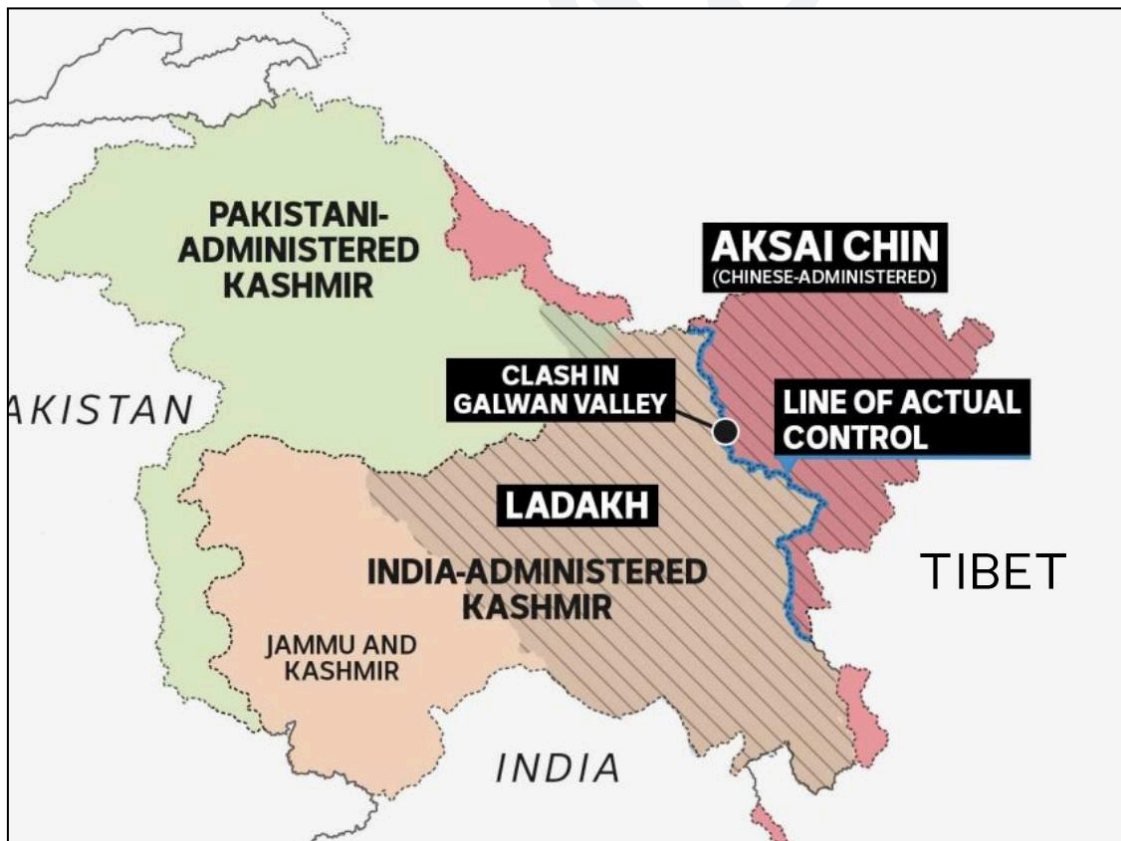 PAKISTANI-
ADMINISTERED
KASHMIR
AKSAI CHIN
(CHINESE-ADMINISTERED)
CLASH IN
GALWAN VALLEY
AKISTAN
LINE OF ACTUAL
CONTROL
LADAKH
TIBET
INDIA-ADMINISTERED
KASHMIR
JAMMU AND
KASHMIR
INDIA